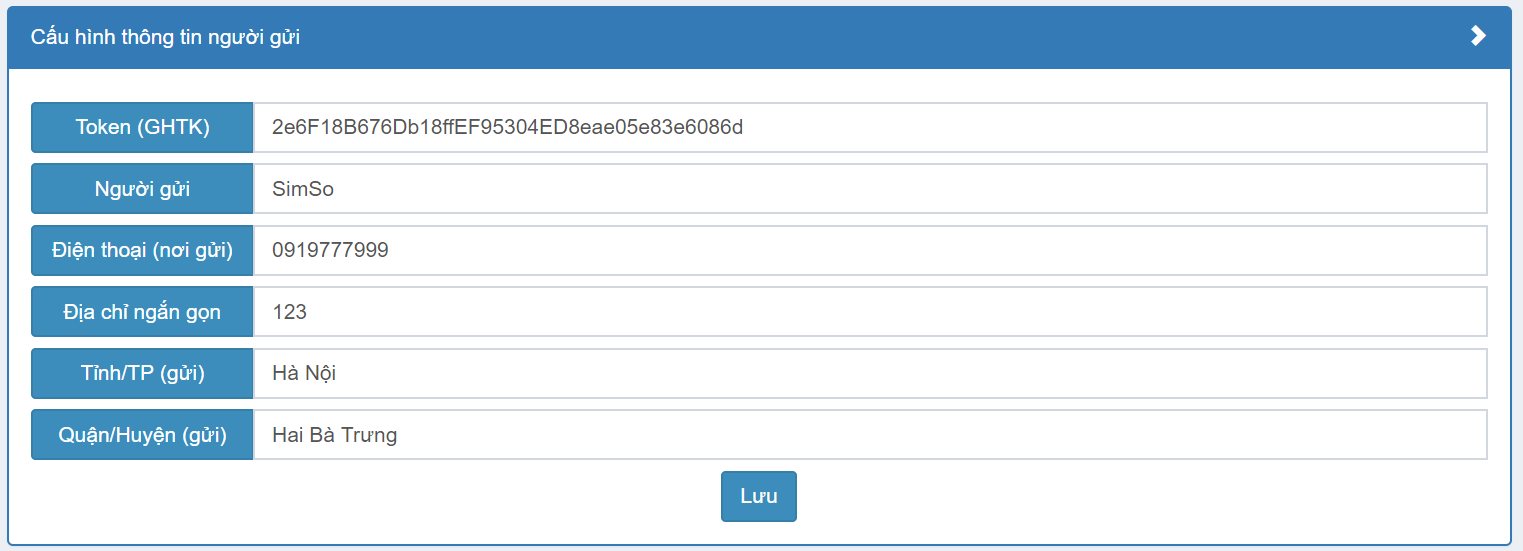 Cấu hình thông tin người gửi
Token (GHTK) 2e6F18B676Db18ffEF95304ED8eae05e83e6086d
Người gửi SimSo
Điện thoại (nơi gửi) 0919777999
Địa chỉ ngắn gọn 123
Tỉnh/TP (gửi) Hà Nội
Quận/Huyện (gửi) Hai Bà Trưng
Lưu